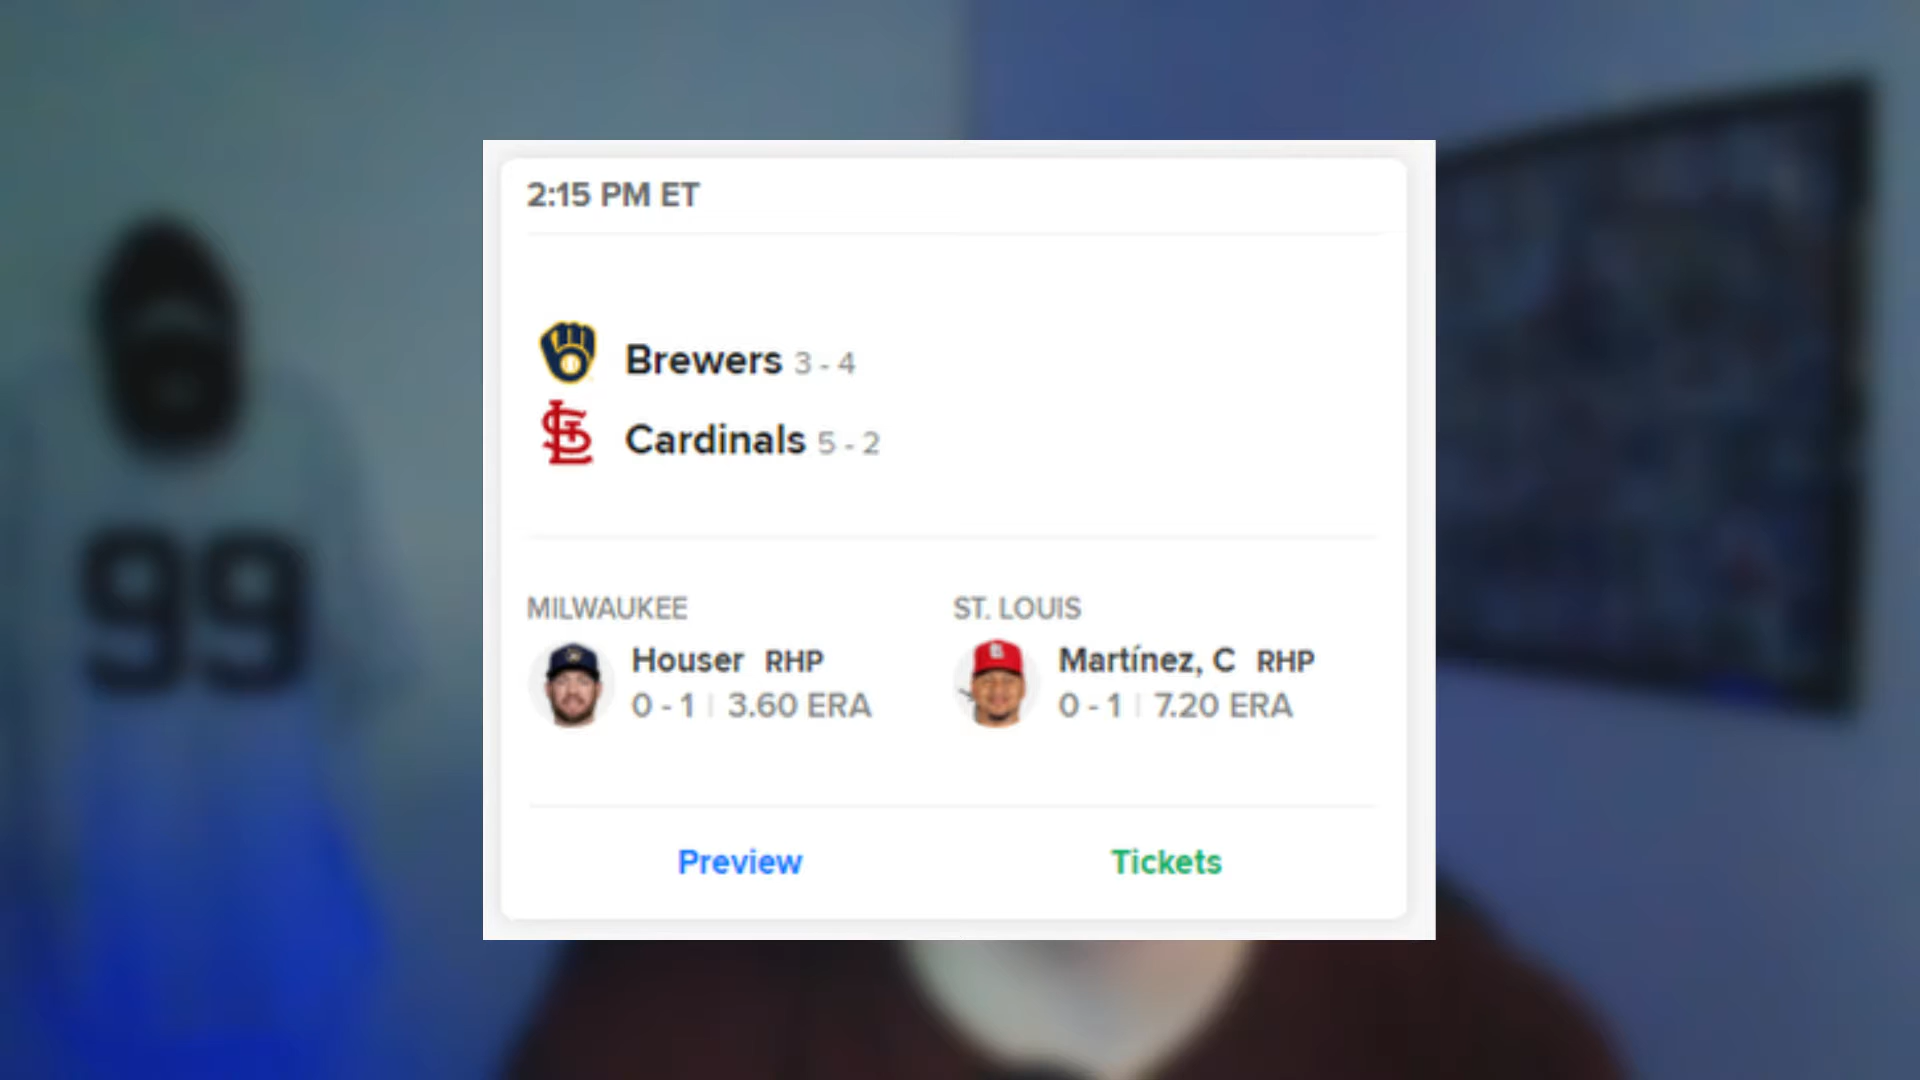 2:15 PM ET
Brewers 3 - 4
Cardinals 5 - 2
MILWAUKEE
ST. LOUIS
Houser RHP
0 - 1 | 3.60 ERA
Martínez, C RHP
0 - 1 | 7.20 ERA
Preview
Tickets
99